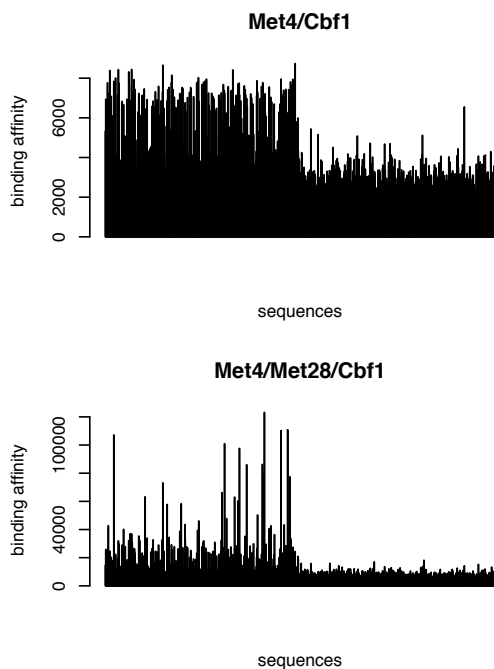 Met4/Cbf1
binding affinity
6000
2000
0
sequences
Met4/Met28/Cbf1
binding affinity
100000
40000
0
sequences